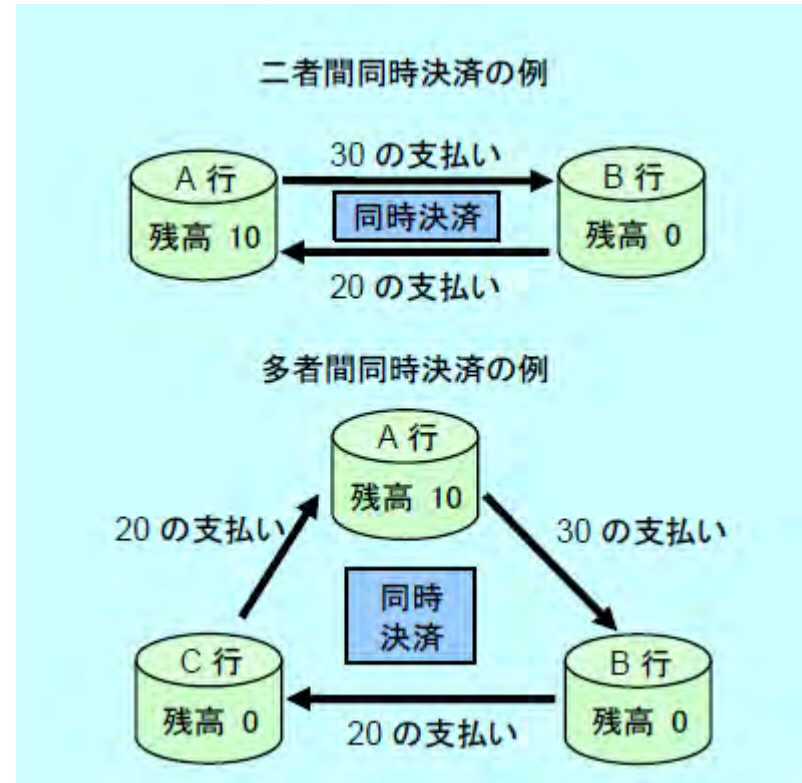 二者間同時決済の例
30 の支払い
A 行
残高 10
同時決済
B 行
残高 0
20 の支払い
多者間同時決済の例
A 行
残高 10
20 の支払い
30 の支払い
同時
決済
C 行
残高 0
B 行
残高 0
20 の支払い